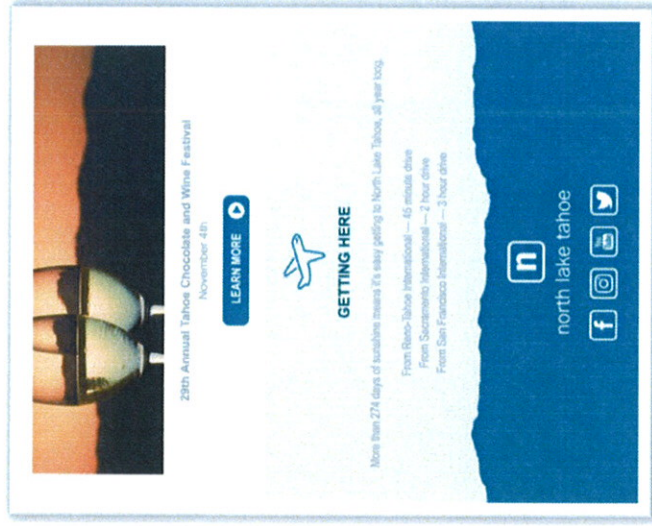 29th Annual Tahoe Chocolate and Wine Festival
November 4th
LEARN MORE
GETTING HERE
More than 274 days of sunshine means it's easy getting to North Lake Tahoe, all year long.
From Reno-Tahoe International — 45 minute drive
From Sacramento International — 2 hour drive
From San Francisco International — 3 hour drive
n
north lake tahoe
f
You Tube